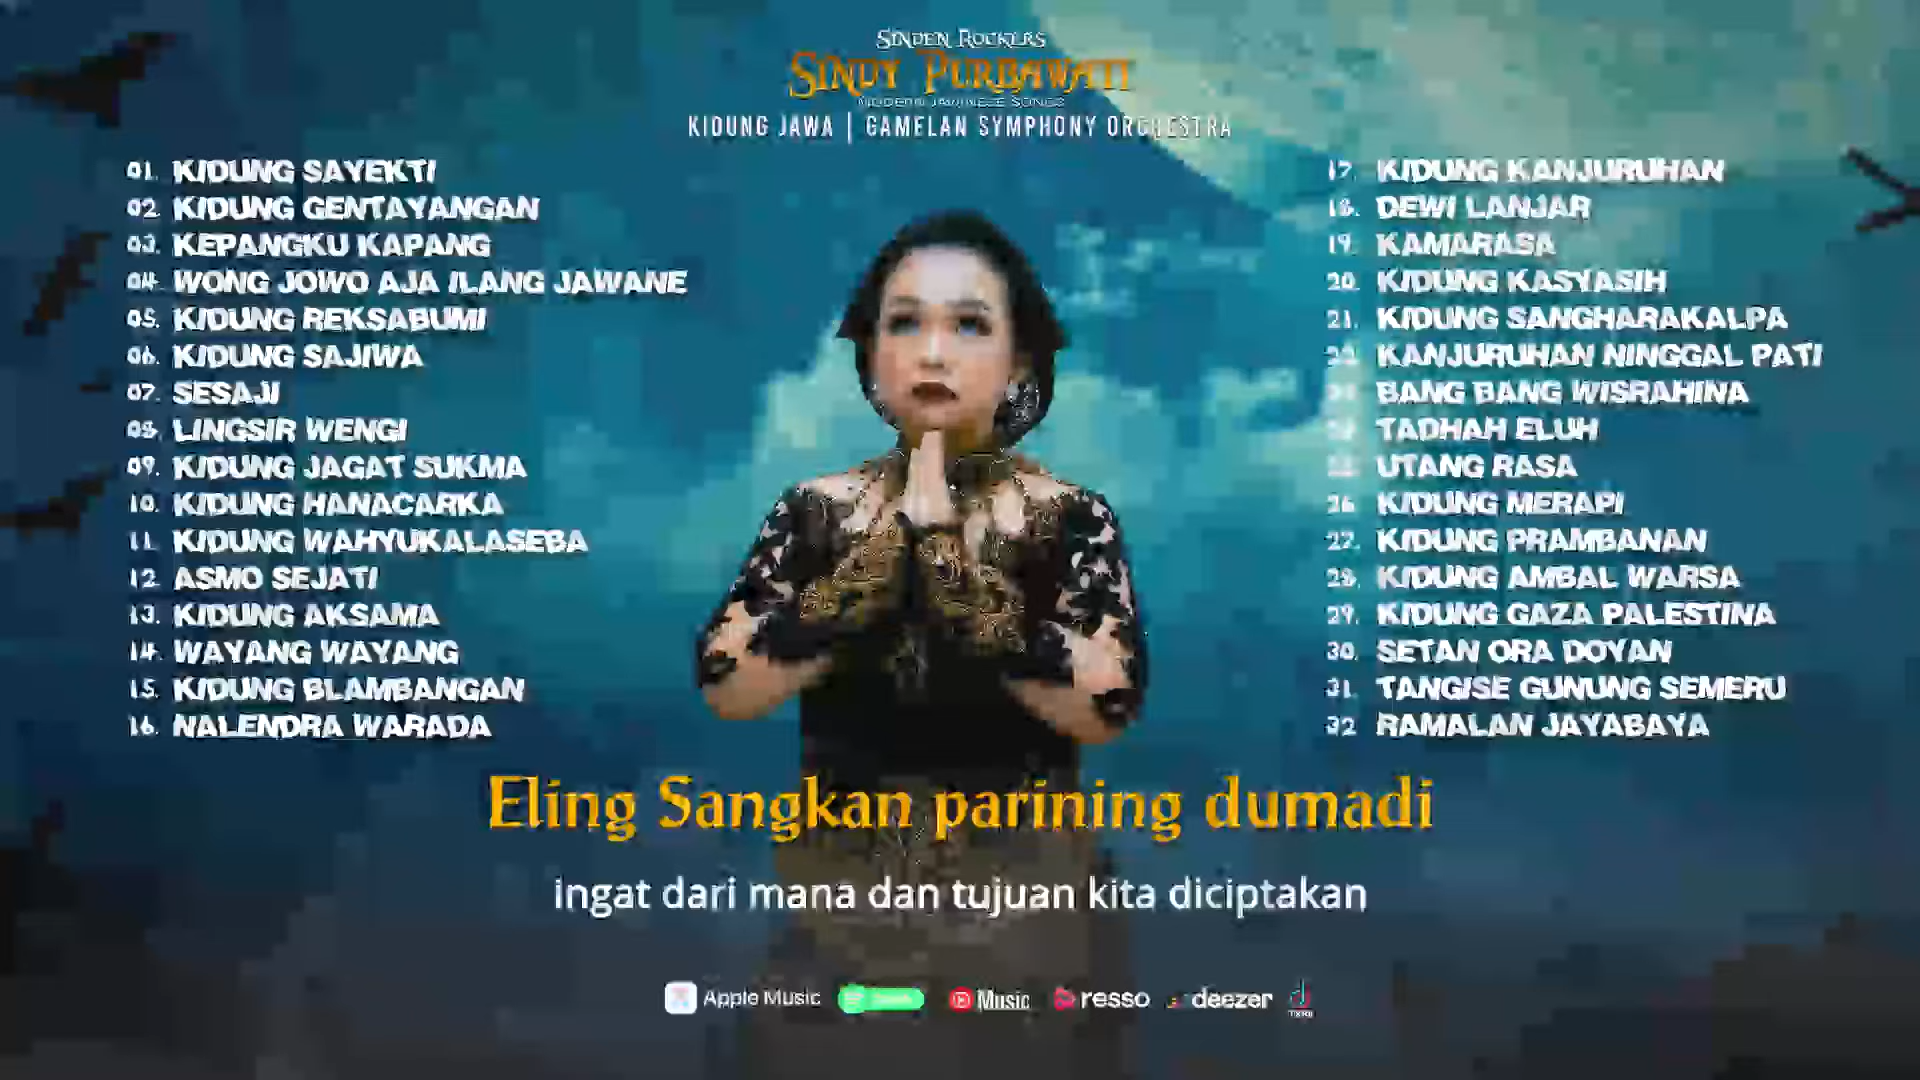 SINDEN ROCKERS
SINDY PURBAWATI
MODERN JAVANESE SONGS
KIDUNG JAWA | GAMELAN SYMPHONY ORCHESTRA
01. KIDUNG SAYEKTI
02. KIDUNG GENTAYANGAN
03. KEPANGKU KAPANG
04. WONG JOWO AJA ILANG JAWANE
05. KIDUNG REKSABUMI
06. KIDUNG SAJIWA
07. SESAJI
08. LINGSIR WENGI
09. KIDUNG JAGAT SUKMA
10. KIDUNG HANACARKA
11. KIDUNG WAHYUKALASEBA
12. ASMO SEJATI
13. KIDUNG AKSAMA
14. WAYANG WAYANG
15. KIDUNG BLAMBANGAN
16. NALENDRA WARADA
17. KIDUNG KANJURUHAN
18. DEWI LANJAR
19. KAMARASA
20. KIDUNG KASYASIH
21. KIDUNG SANGHARAKALPA
22. KANJURUHAN NINGGAL PATI
BANG BANG WISRAHINA
TADHAH ELUH
UTANG RASA
26. KIDUNG MERAPI
27. KIDUNG PRAMBANAN
28. KIDUNG AMBAL WARSA
29. KIDUNG GAZA PALESTINA
30. SETAN ORA DOYAN
31. TANGISE GUNUNG SEMERU
32. RAMALAN JAYABAYA
Eling Sangkan parining dumadi
ingat dari mana dan tujuan kita diciptakan
Apple Music
Music
resso
deezer